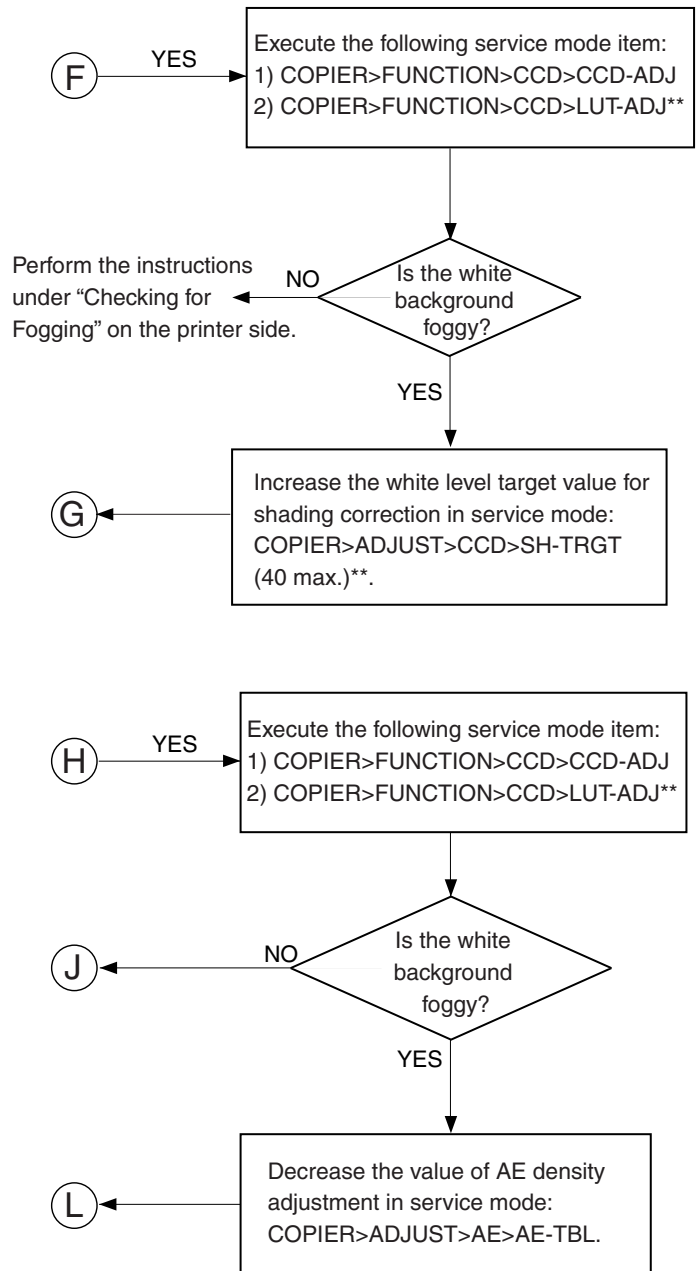 F
YES
Execute the following service mode item:
1) COPIER>FUNCTION>CCD>CCD-ADJ
2) COPIER>FUNCTION>CCD>LUT-ADJ**
Perform the instructions
under “Checking for
Fogging” on the printer side.
NO
Is the white
background
foggy?
YES
G
Increase the white level target value for
shading correction in service mode:
COPIER>ADJUST>CCD>SH-TRGT
(40 max.)**.
H
YES
Execute the following service mode item:
1) COPIER>FUNCTION>CCD>CCD-ADJ
2) COPIER>FUNCTION>CCD>LUT-ADJ**
J
NO
Is the white
background
foggy?
YES
L
Decrease the value of AE density
adjustment in service mode:
COPIER>ADJUST>AE>AE-TBL.